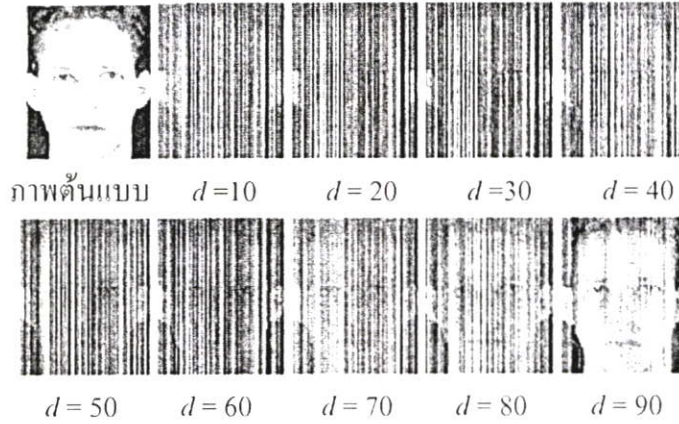 ภาพต้นแบบ d =10 d = 20 d =30 d = 40
d = 50 d = 60 d = 70 d = 80 d = 90